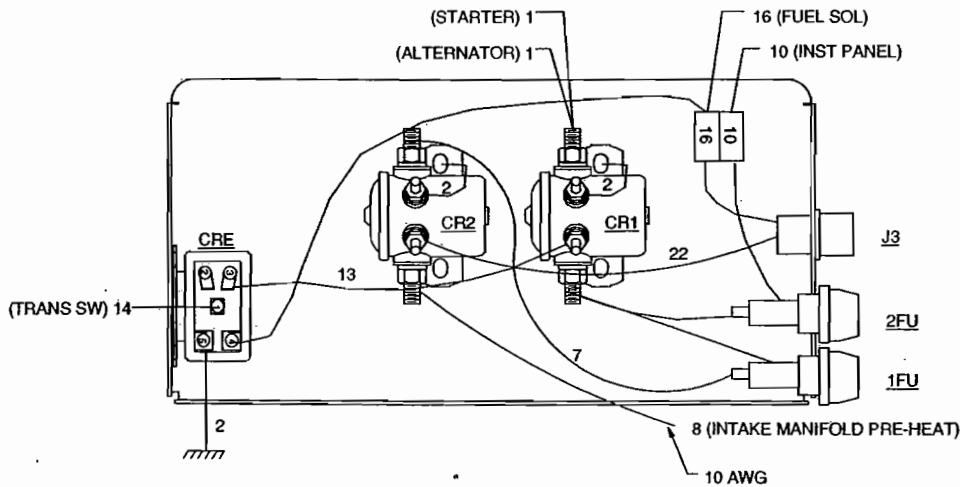 (STARTER) 1
16 (FUEL SOL)
(ALTERNATOR) 1
10 (INST PANEL)
16
10
2
2
CR2
CR1
J3
CRE
13
22
(TRANS SW) 14
2FU
7
1FU
2
8 (INTAKE MANIFOLD PRE-HEAT)
10 AWG